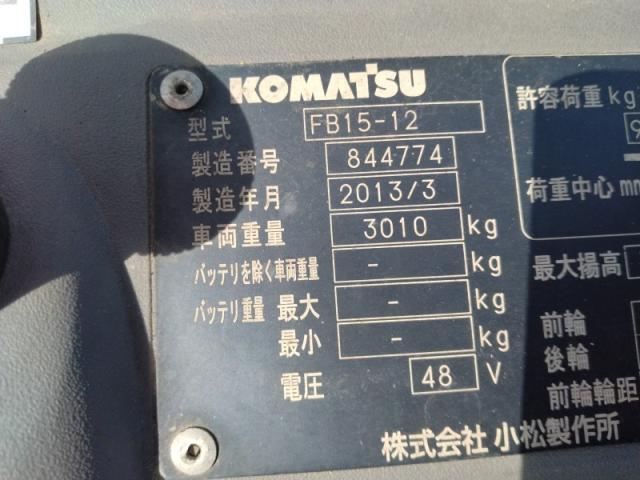 KOMATSU
型式 FB15-12
製造番号 844774
製造年月 2013/3
車両重量 3010 kg
バッテリを除く車両重量 - kg
バッテリ重量 最大 - kg
最小 - kg
電圧 48 V
株式会社 小松製作所
許容荷重 kg
荷重中心 mm
最大揚高
前輪
後輪
前輪輪距